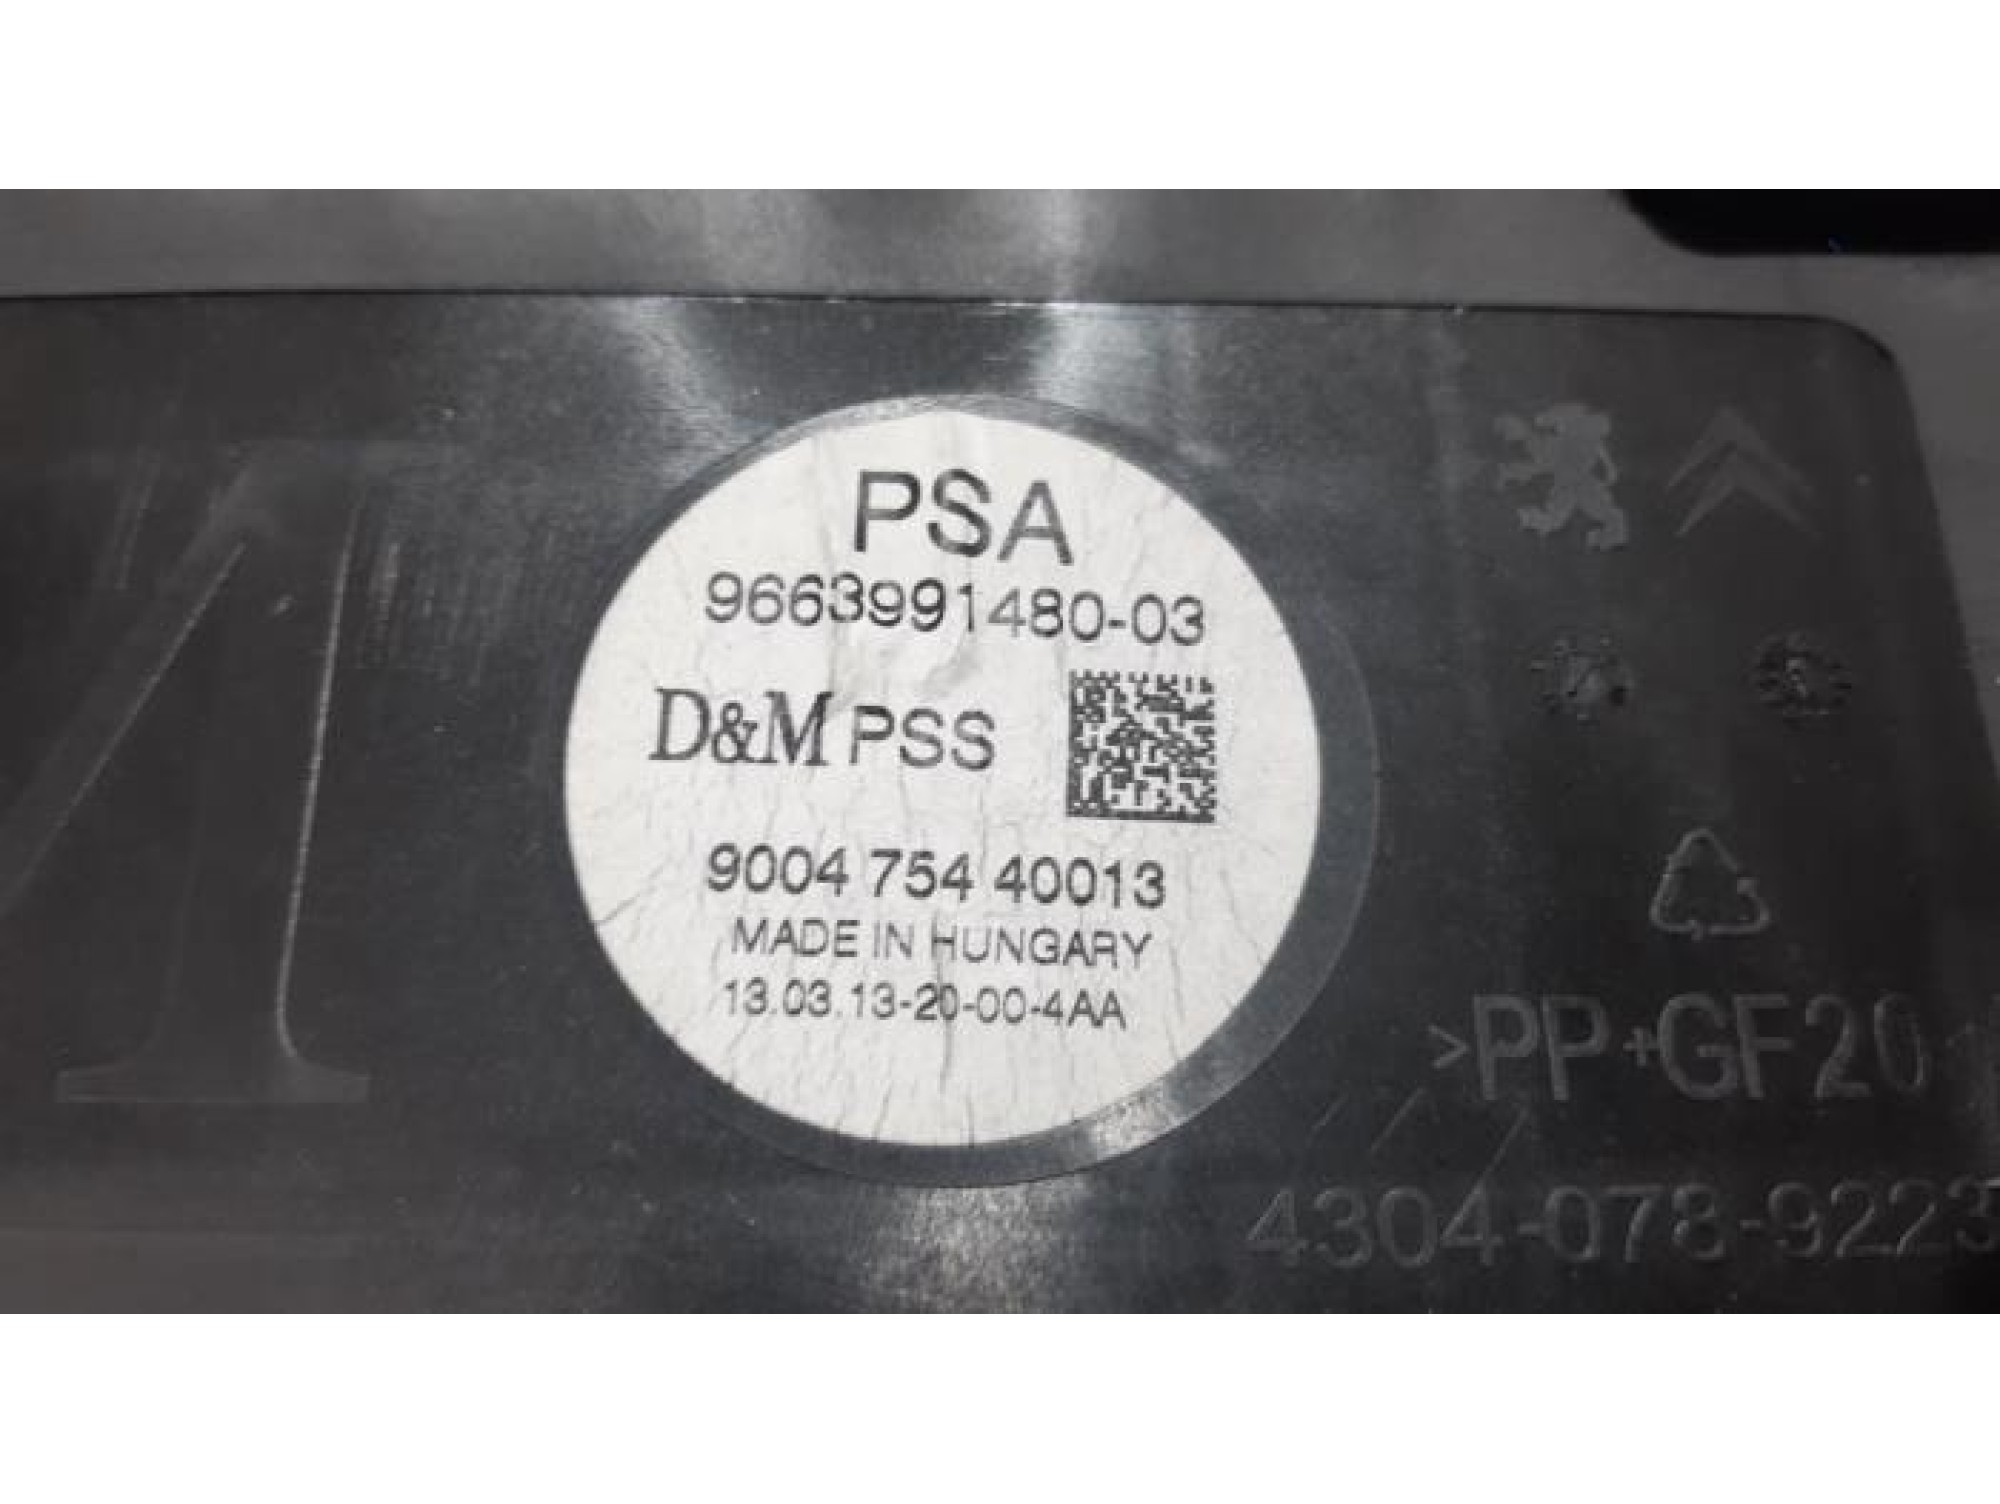 PSA
9663991480-03
D&M PSS
9004 754 40013
MADE IN HUNGARY
13.03.13-20-00-4AA
>PP+GF20
4304-078-9223